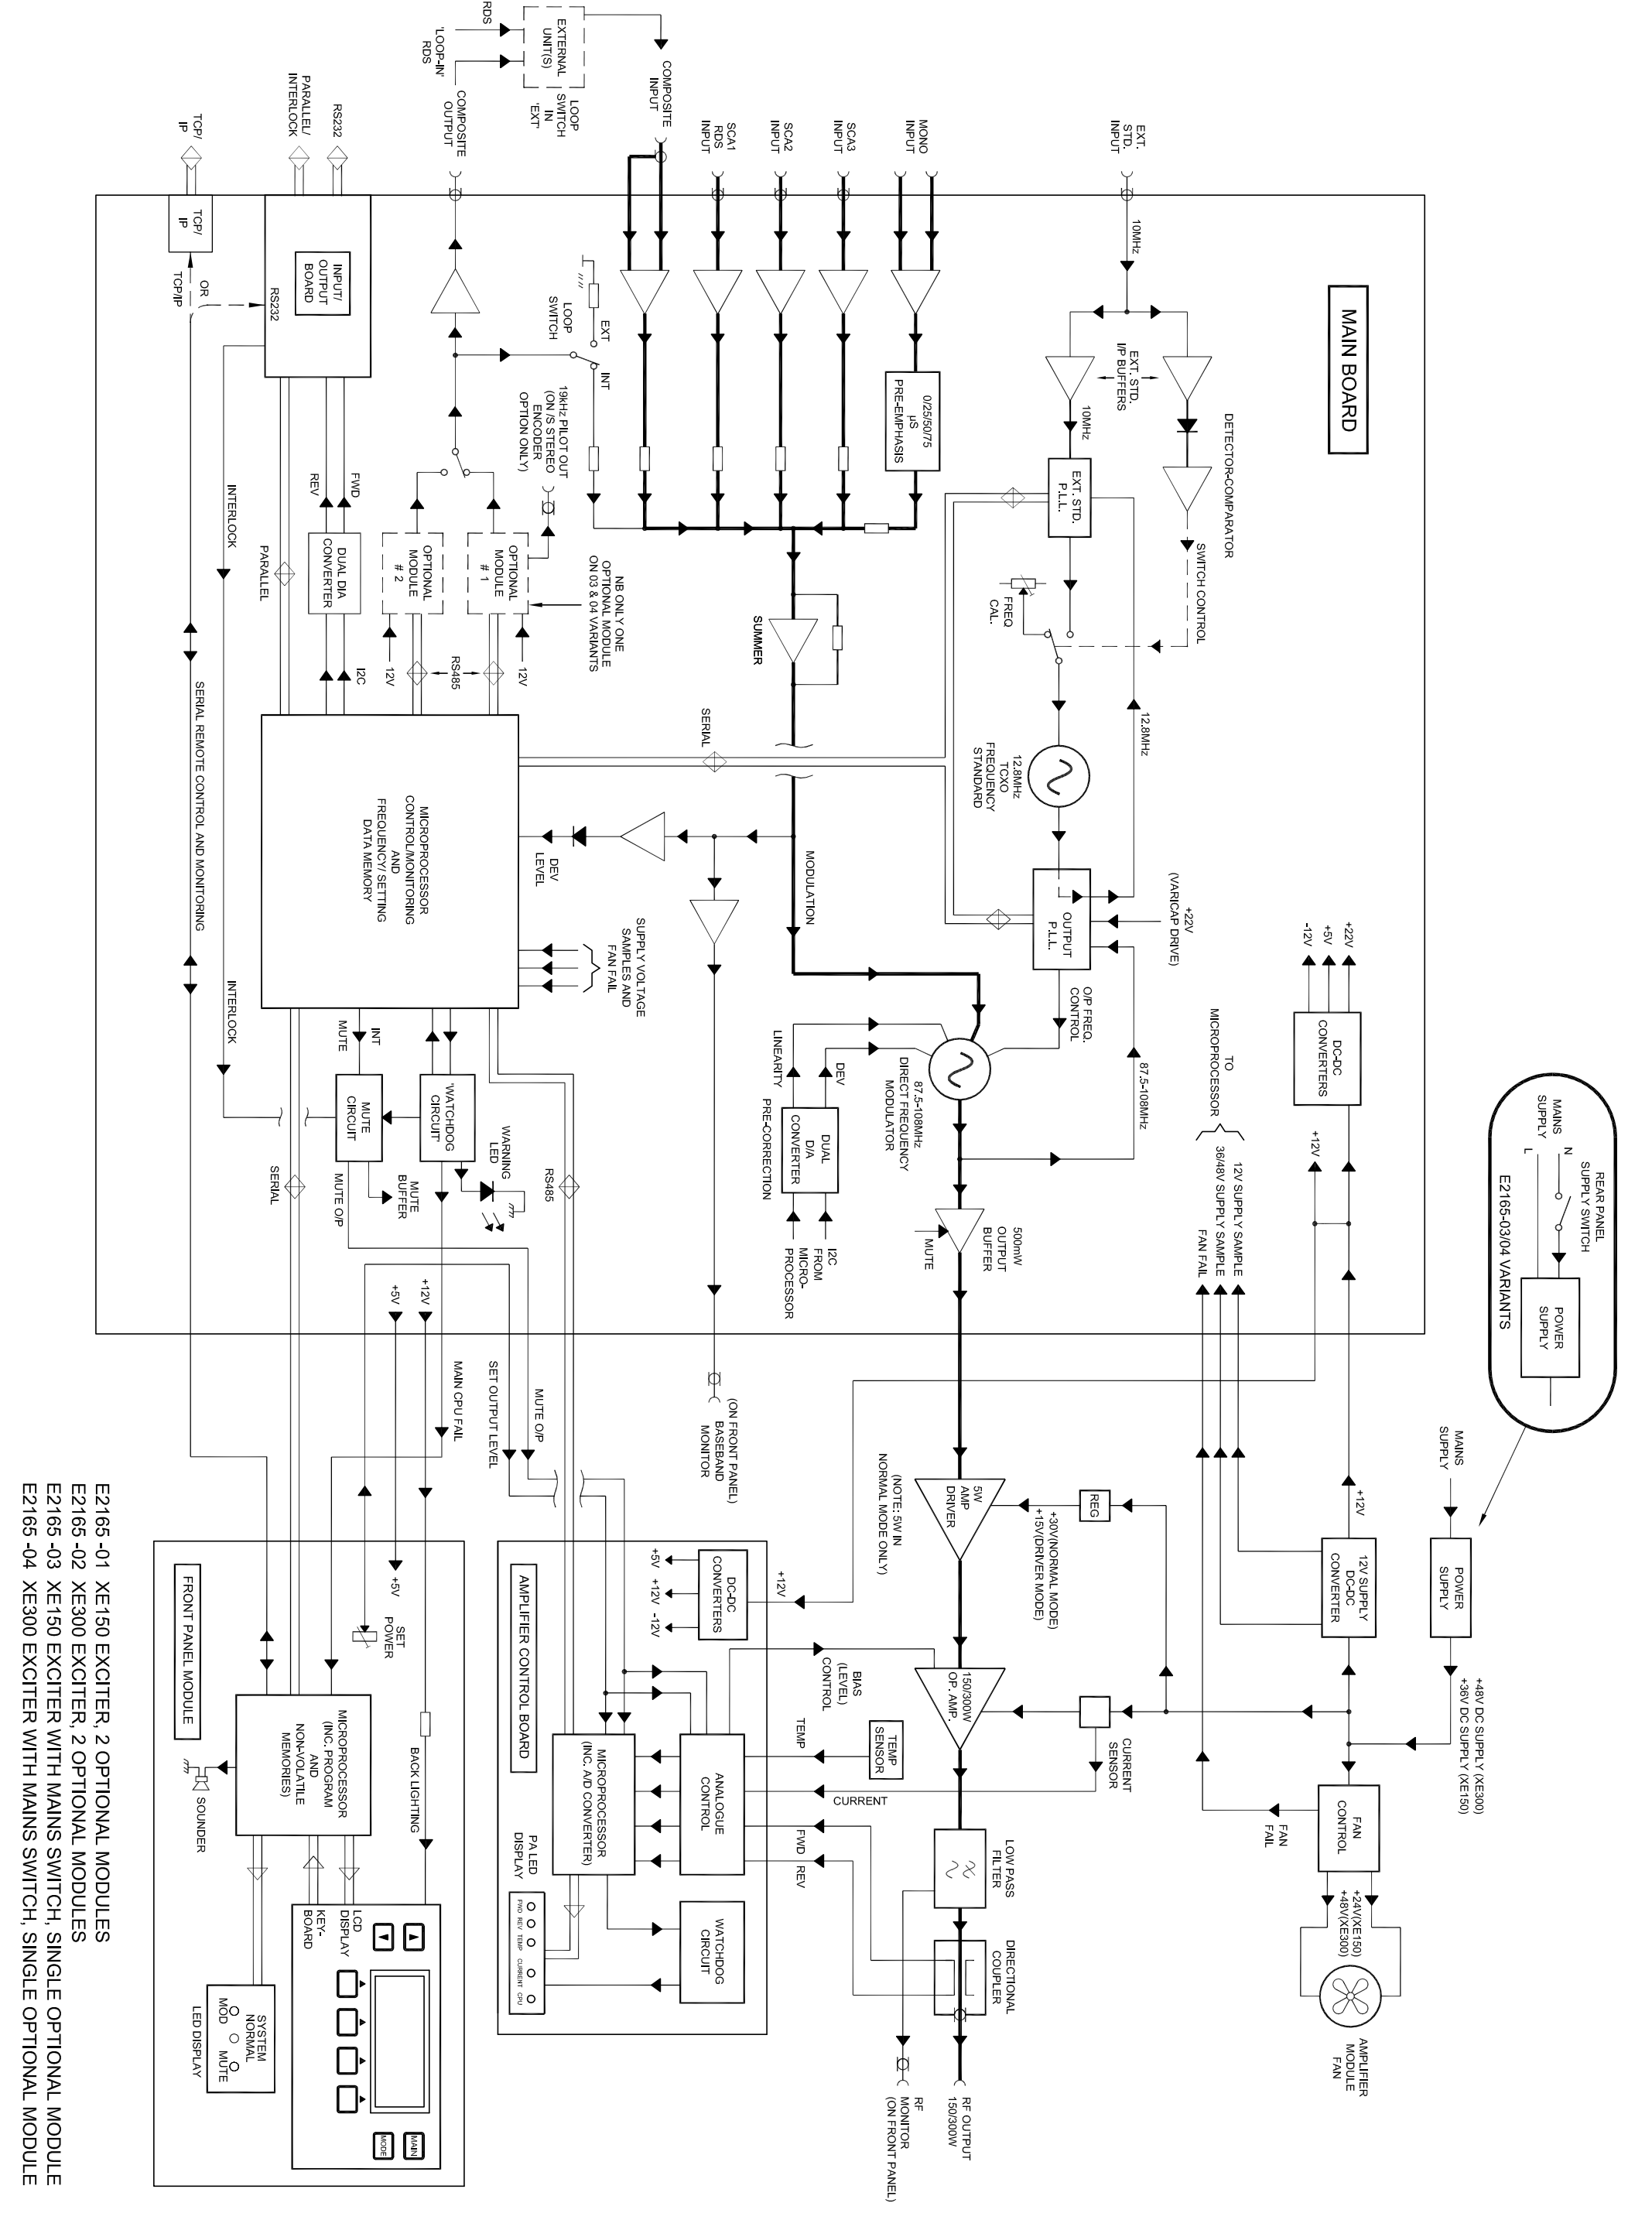 MAIN BOARD
EXT.
STD.
INPUT
10MHz
EXT. STD.
I/P BUFFERS
DETECTOR-COMPARATOR
SWITCH CONTROL
10MHz
EXT. STD.
P.L.L.
FREQ
CAL.
12.8MHz
TCXO
FREQUENCY
STANDARD
12.8MHz
OUTPUT
P.L.L.
+22V
(VARICAP DRIVE)
O/P FREQ.
CONTROL
87.5-108MHz
+22V
+5V
-12V
DC-DC
CONVERTERS
+12V
TO
MICROPROCESSOR
12V SUPPLY SAMPLE
36/48V SUPPLY SAMPLE
FAN FAIL
REAR PANEL
SUPPLY SWITCH
MAINS
SUPPLY
N
L
POWER
SUPPLY
E2165-03/04 VARIANTS
MAINS
SUPPLY
POWER
SUPPLY
+48V DC SUPPLY (XE300)
+36V DC SUPPLY (XE150)
+12V
12V SUPPLY
DC-DC
CONVERTER
FAN
CONTROL
FAN
FAIL
+24V(XE150)
+48V(XE300)
AMPLIFIER
MODULE
FAN
MONO
INPUT
SCA3
INPUT
SCA2
INPUT
SCA1
RDS
INPUT
COMPOSITE
INPUT
EXTERNAL
UNIT(S)
LOOP
SWITCH
IN
'EXT'
RDS
'LOOP-IN'
RDS
COMPOSITE
OUTPUT
0/25/50/75
µS
PRE-EMPHASIS
EXT
INT
LOOP
SWITCH
19kHz PILOT OUT
(ON /S STEREO
ENCODER
OPTION ONLY)
SUMMER
MODULATION
87.5-108MHz
DIRECT FREQUENCY
MODULATOR
DEV
LINEARITY
PRE-CORRECTION
DUAL
D/A
CONVERTER
I2C
FROM
MICRO-
PROCESSOR
500mW
OUTPUT
BUFFER
MUTE
5W
AMP
DRIVER
(NOTE: 5W IN
NORMAL MODE ONLY)
REG
+30V(NORMAL MODE)
+15V(DRIVER MODE)
150/300W
OP. AMP.
CURRENT
SENSOR
BIAS
(LEVEL)
CONTROL
TEMP
SENSOR
TEMP
CURRENT
FWD
REV
LOW PASS
FILTER
DIRECTIONAL
COUPLER
RF OUTPUT
150/300W
RF
MONITOR
(ON FRONT PANEL)
RS232
PARALLEL/
INTERLOCK
TCP/
IP
TCP/
IP
INPUT/
OUTPUT
BOARD
RS232
OR
TCP/IP
FWD
REV
DUAL D/A
CONVERTER
I2C
INTERLOCK
PARALLEL
OPTIONAL
MODULE
# 1
OPTIONAL
MODULE
# 2
NB ONLY ONE
OPTIONAL MODULE
ON 03 & 04 VARIANTS
12V
RS485
12V
SERIAL
MICROPROCESSOR
CONTROL/MONITORING
AND
FREQUENCY/ SETTING
DATA MEMORY
DEV
LEVEL
SUPPLY VOLTAGE
SAMPLES AND
FAN FAIL
SERIAL REMOTE CONTROL AND MONITORING
INTERLOCK
INT
MUTE
MUTE
CIRCUIT
'WATCHDOG
CIRCUIT'
WARNING
LED
MUTE
BUFFER
MUTE O/P
RS485
SERIAL
+12V
+5V
MAIN CPU FAIL
SET OUTPUT LEVEL
MUTE O/P
(ON FRONT PANEL)
BASEBAND
MONITOR
AMPLIFIER CONTROL BOARD
DC-DC
CONVERTERS
+12V
+5V
+12V
-12V
MICROPROCESSOR
(INC. A/D CONVERTER)
ANALOGUE
CONTROL
WATCHDOG
CIRCUIT
PA LED
DISPLAY
FWD
REV
TEMP
CURRENT
CPU
FRONT PANEL MODULE
+5V
SET
POWER
BACK LIGHTING
MICROPROCESSOR
(INC. PROGRAM
AND
NON-VOLATILE
MEMORIES)
SOUNDER
LCD
DISPLAY
KEY-
BOARD
MAIN
MODE
SYSTEM
NORMAL
MOD
MUTE
LED DISPLAY
E2165 -01 XE150 EXCITER, 2 OPTIONAL MODULES
E2165 -02 XE300 EXCITER, 2 OPTIONAL MODULES
E2165 -03 XE150 EXCITER WITH MAINS SWITCH, SINGLE OPTIONAL MODULE
E2165 -04 XE300 EXCITER WITH MAINS SWITCH, SINGLE OPTIONAL MODULE